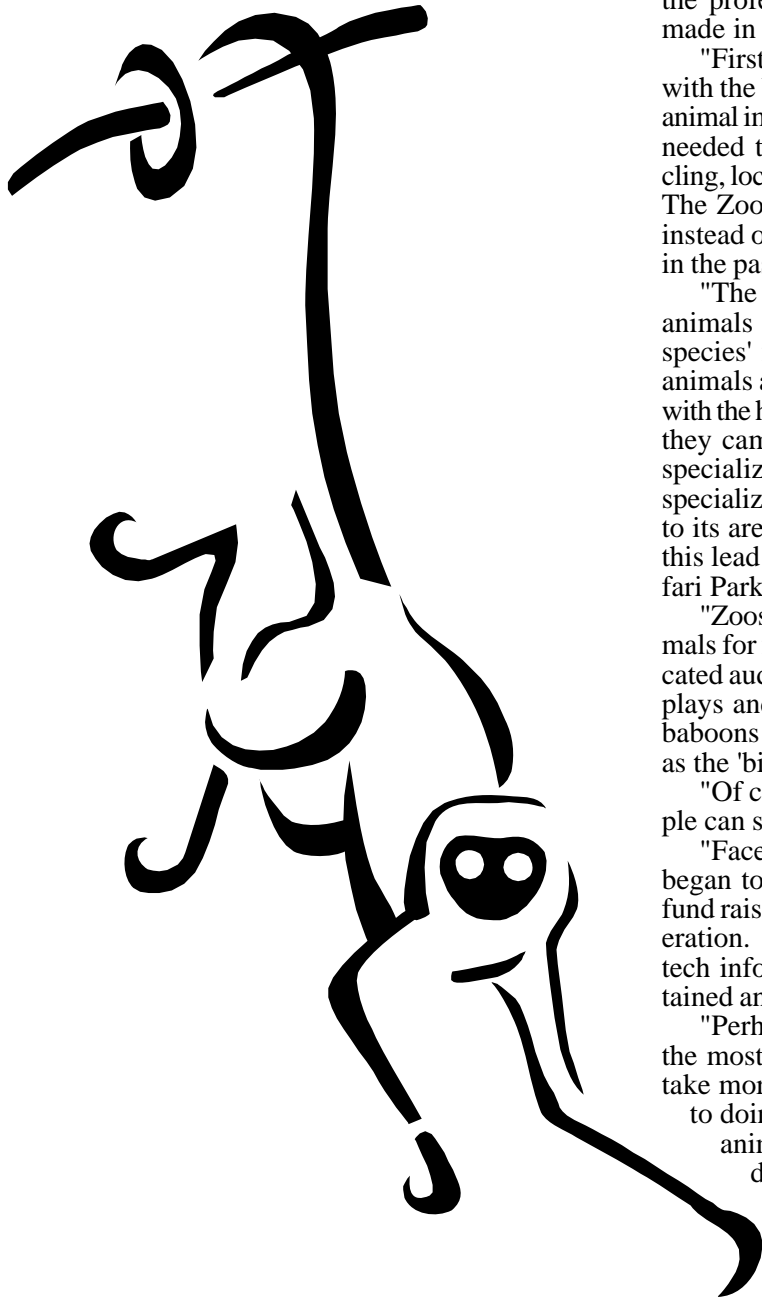 the profe
made in
"First
with the
animal in
needed t
cling, loc
The Zoo
instead o
in the pa
"The
animals
species'
animals a
with the h
they cam
specializ
specializ
to its are
this lead
fari Park
"Zoos
mals for
cated aud
plays and
baboons
as the 'bi
"Of c
ple can s
"Face
began to
fund rais
eration.
tech info
tained an
"Perh
the most
take mor
to doin
anin
d